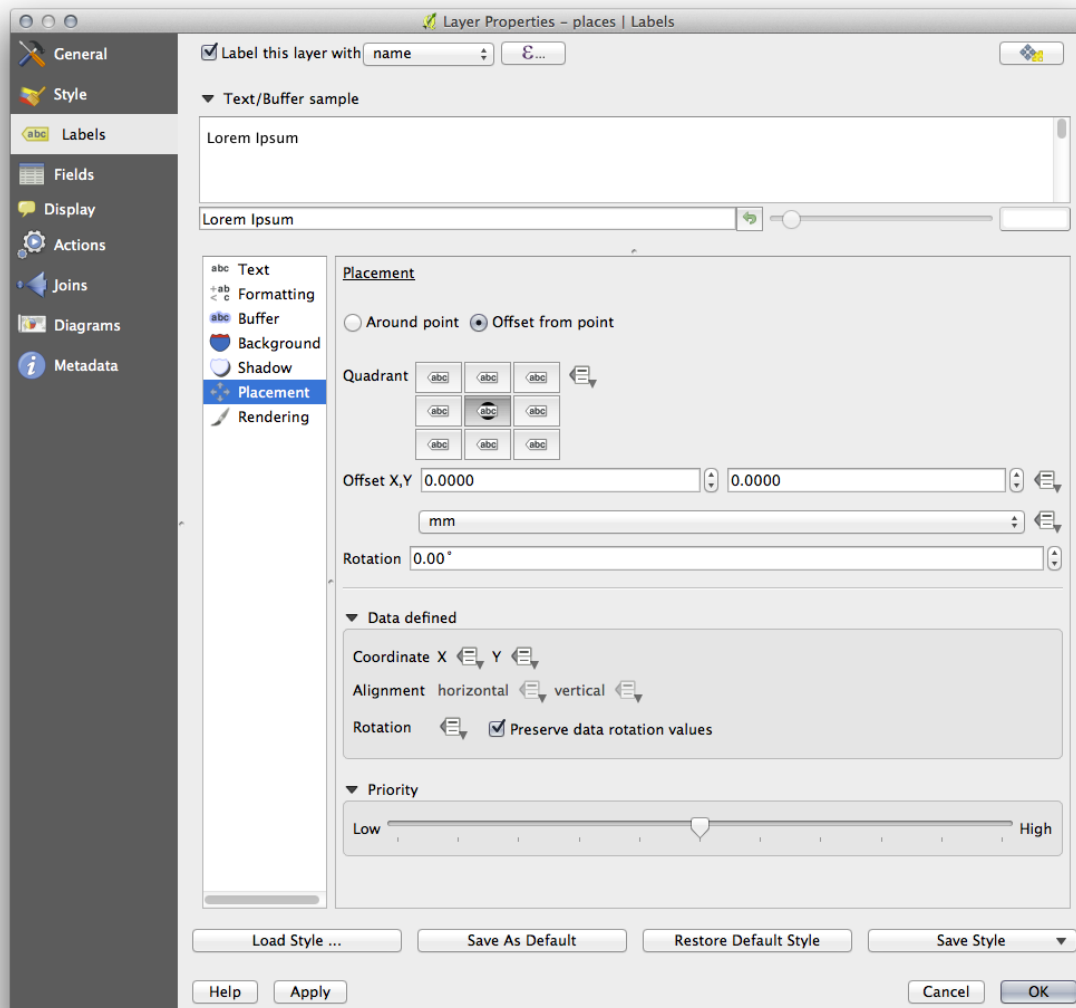 Layer Properties – places | Labels
General
Style
Labels
Fields
Display
Actions
Joins
Diagrams
Metadata
Label this layer with name ε...
Text/Buffer sample
Lorem Ipsum
Lorem Ipsum
Text
Formatting
Buffer
Background
Shadow
Placement
Rendering
Placement
Around point Offset from point
Quadrant abc abc abc
abc abc abc
abc abc abc
Offset X,Y 0.0000 0.0000
mm
Rotation 0.00°
Data defined
Coordinate X Y
Alignment horizontal vertical
Rotation Preserve data rotation values
Priority
Low High
Load Style ... Save As Default Restore Default Style Save Style
Help Apply Cancel OK